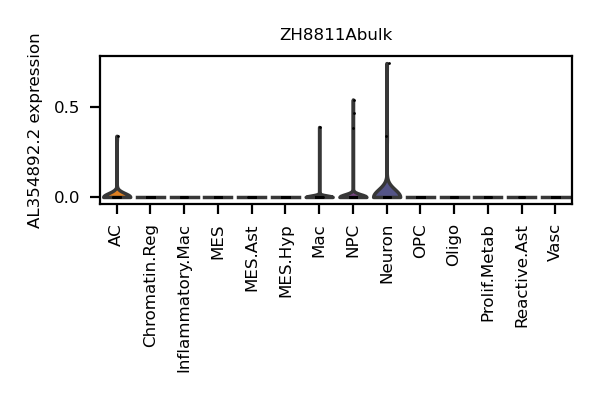 ZH8811Abulk
AL354892.2 expression
0.5
0.0
AC
Chromatin.Reg
Inflammatory.Mac
MES
MES.Ast
MES.Hyp
Mac
NPC
Neuron
OPC
Oligo
Prolif.Metab
Reactive.Ast
Vasc